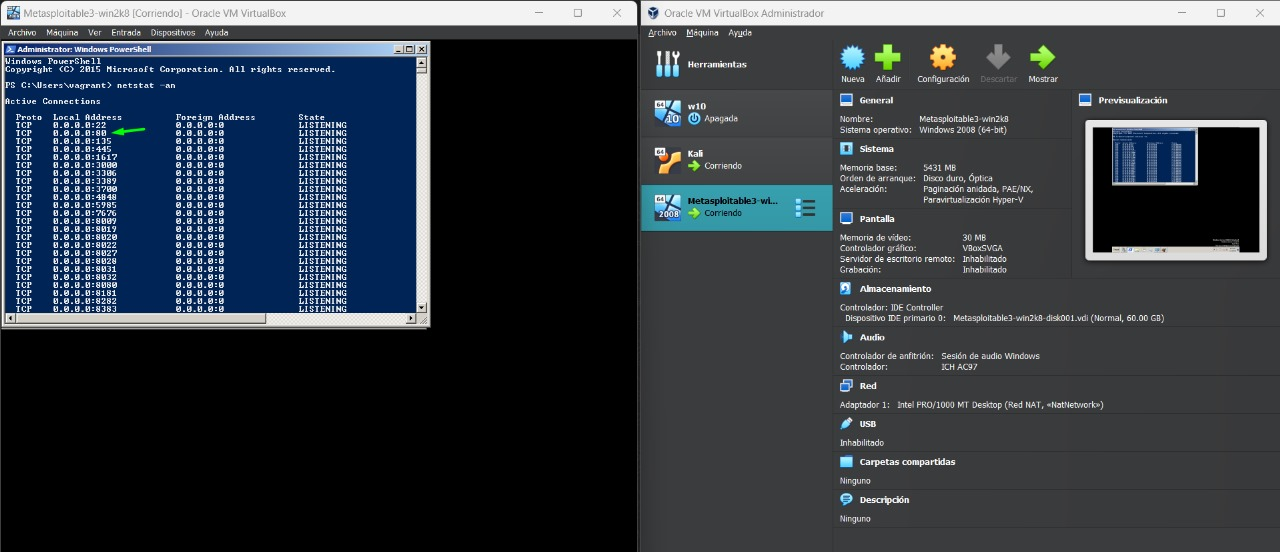 Metasploitable3-win2k8 [Corriendo] - Oracle VM VirtualBox
Archivo Máquina Ver Entrada Dispositivos Ayuda
Administrator: Windows PowerShell
Windows PowerShell
Copyright (C) 2015 Microsoft Corporation. All rights reserved.
PS C:\Users\vagrant> netstat -an
Active Connections
Proto Local Address Foreign Address State
TCP 0.0.0.0:22 0.0.0.0:0 LISTENING
TCP 0.0.0.0:80 0.0.0.0:0 LISTENING
TCP 0.0.0.0:135 0.0.0.0:0 LISTENING
TCP 0.0.0.0:445 0.0.0.0:0 LISTENING
TCP 0.0.0.0:1617 0.0.0.0:0 LISTENING
TCP 0.0.0.0:3000 0.0.0.0:0 LISTENING
TCP 0.0.0.0:3306 0.0.0.0:0 LISTENING
TCP 0.0.0.0:3389 0.0.0.0:0 LISTENING
TCP 0.0.0.0:3700 0.0.0.0:0 LISTENING
TCP 0.0.0.0:4848 0.0.0.0:0 LISTENING
TCP 0.0.0.0:5985 0.0.0.0:0 LISTENING
TCP 0.0.0.0:7676 0.0.0.0:0 LISTENING
TCP 0.0.0.0:8009 0.0.0.0:0 LISTENING
TCP 0.0.0.0:8019 0.0.0.0:0 LISTENING
TCP 0.0.0.0:8020 0.0.0.0:0 LISTENING
TCP 0.0.0.0:8022 0.0.0.0:0 LISTENING
TCP 0.0.0.0:8027 0.0.0.0:0 LISTENING
TCP 0.0.0.0:8028 0.0.0.0:0 LISTENING
TCP 0.0.0.0:8031 0.0.0.0:0 LISTENING
TCP 0.0.0.0:8032 0.0.0.0:0 LISTENING
TCP 0.0.0.0:8080 0.0.0.0:0 LISTENING
TCP 0.0.0.0:8181 0.0.0.0:0 LISTENING
TCP 0.0.0.0:8282 0.0.0.0:0 LISTENING
TCP 0.0.0.0:8383 0.0.0.0:0 LISTENING
Oracle VM VirtualBox Administrador
Archivo Máquina Ayuda
Herramientas
Nueva Añadir Configuración Descartar Mostrar
64
10
w10
Apagada
64
Kali
Corriendo
64
2008
Metasploitable3-wi...
Corriendo
General
Nombre: Metasploitable3-win2k8
Sistema operativo: Windows 2008 (64-bit)
Sistema
Memoria base: 5431 MB
Orden de arranque: Disco duro, Óptica
Aceleración: Paginación anidada, PAE/NX,
Paravirtualización Hyper-V
Pantalla
Memoria de vídeo: 30 MB
Controlador gráfico: VBoxSVGA
Servidor de escritorio remoto: Inhabilitado
Grabación: Inhabilitado
Almacenamiento
Controlador: IDE Controller
Dispositivo IDE primario 0: Metasploitable3-win2k8-disk001.vdi (Normal, 60.00 GB)
Audio
Controlador de anfitrión: Sesión de audio Windows
Controlador: ICH AC97
Red
Adaptador 1: Intel PRO/1000 MT Desktop (Red NAT, «NatNetwork»)
USB
Inhabilitado
Carpetas compartidas
Ninguno
Descripción
Ninguno
Previsualización